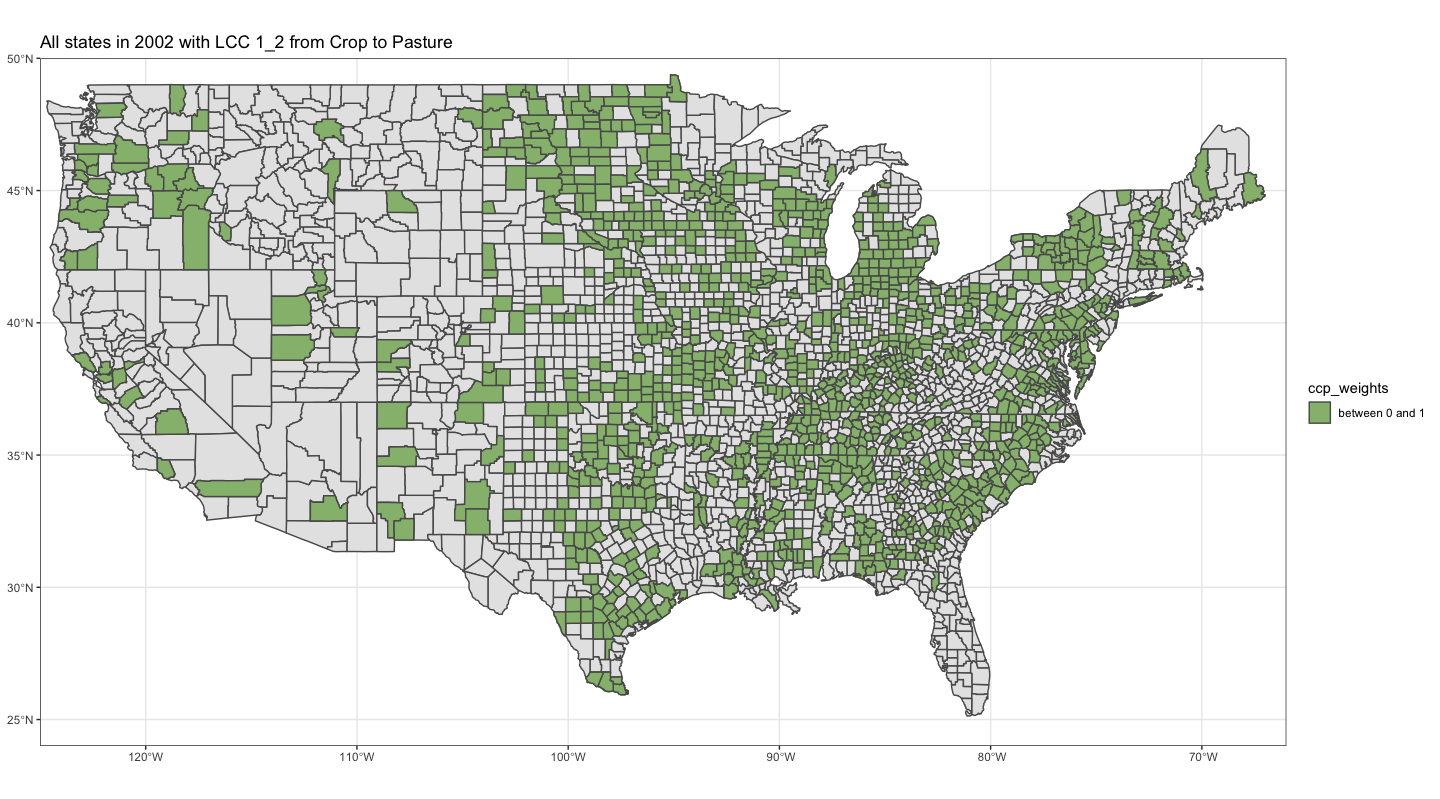 All states in 2002 with LCC 1_2 from Crop to Pasture
50°N
45°N
40°N
35°N
30°N
25°N
120°W
110°W
100°W
90°W
80°W
70°W
ccp_weights
between 0 and 1